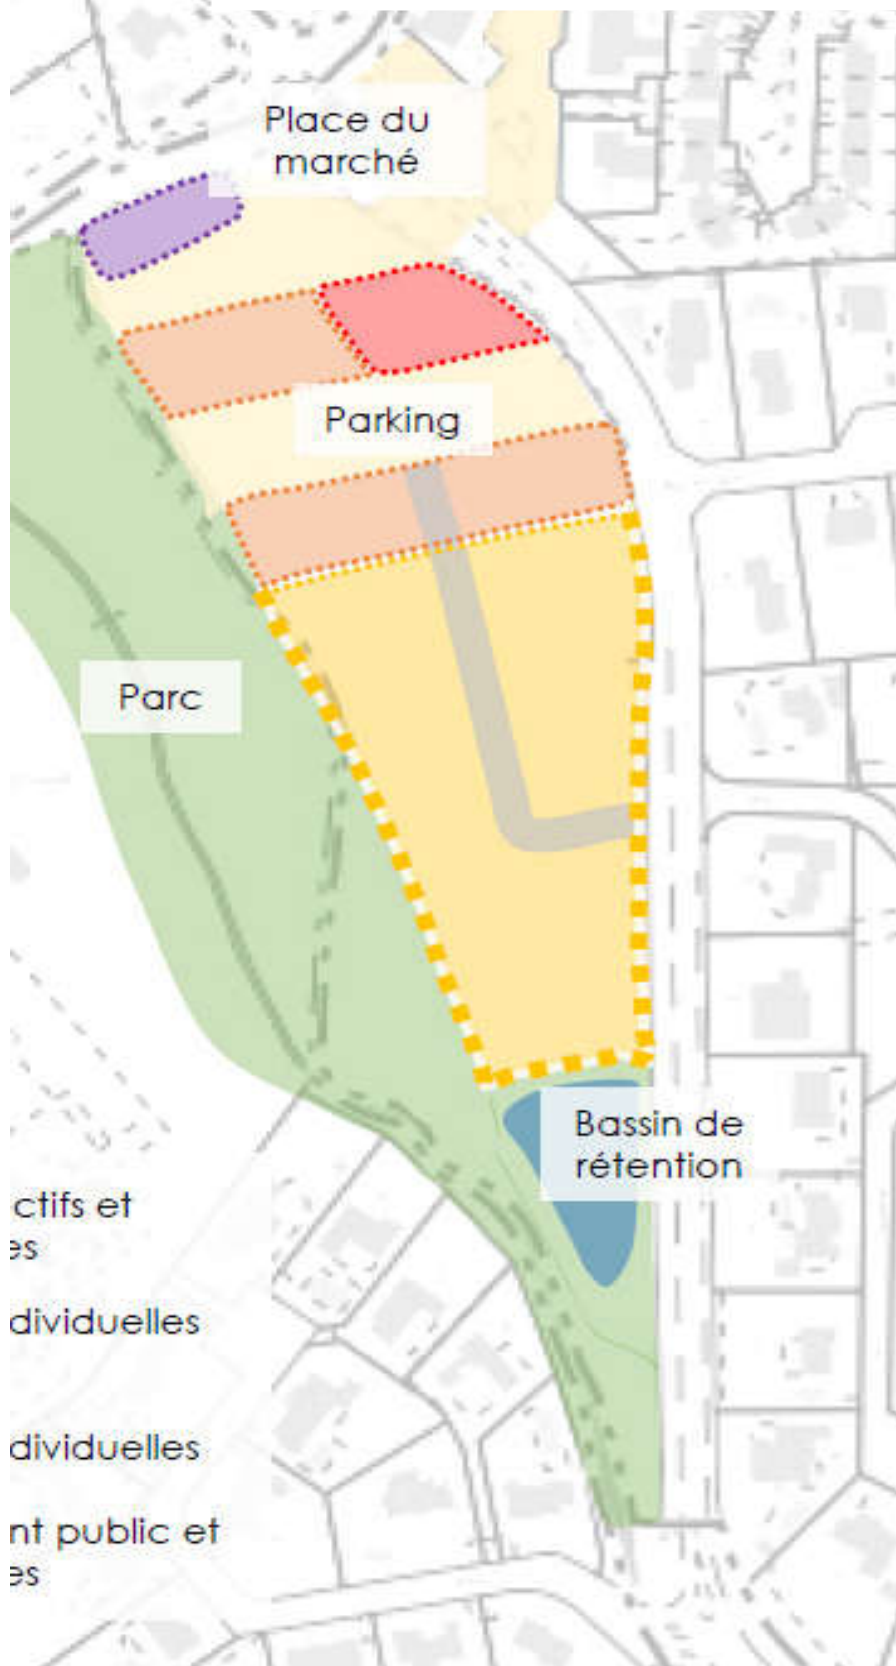 Place du
marché
Parking
Parc
Bassin de
rétention
ctifs et
es
dividuelles
dividuelles
nt public et
es